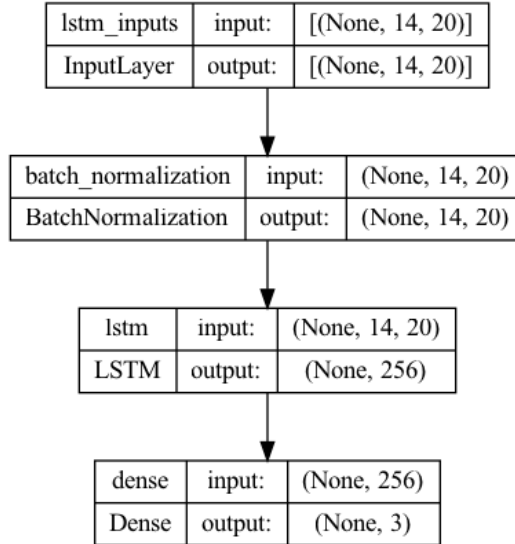 lstm_inputs input: [(None, 14, 20)]
InputLayer output: [(None, 14, 20)]
batch_normalization input: (None, 14, 20)
BatchNormalization output: (None, 14, 20)
lstm input: (None, 14, 20)
LSTM output: (None, 256)
dense input: (None, 256)
Dense output: (None, 3)